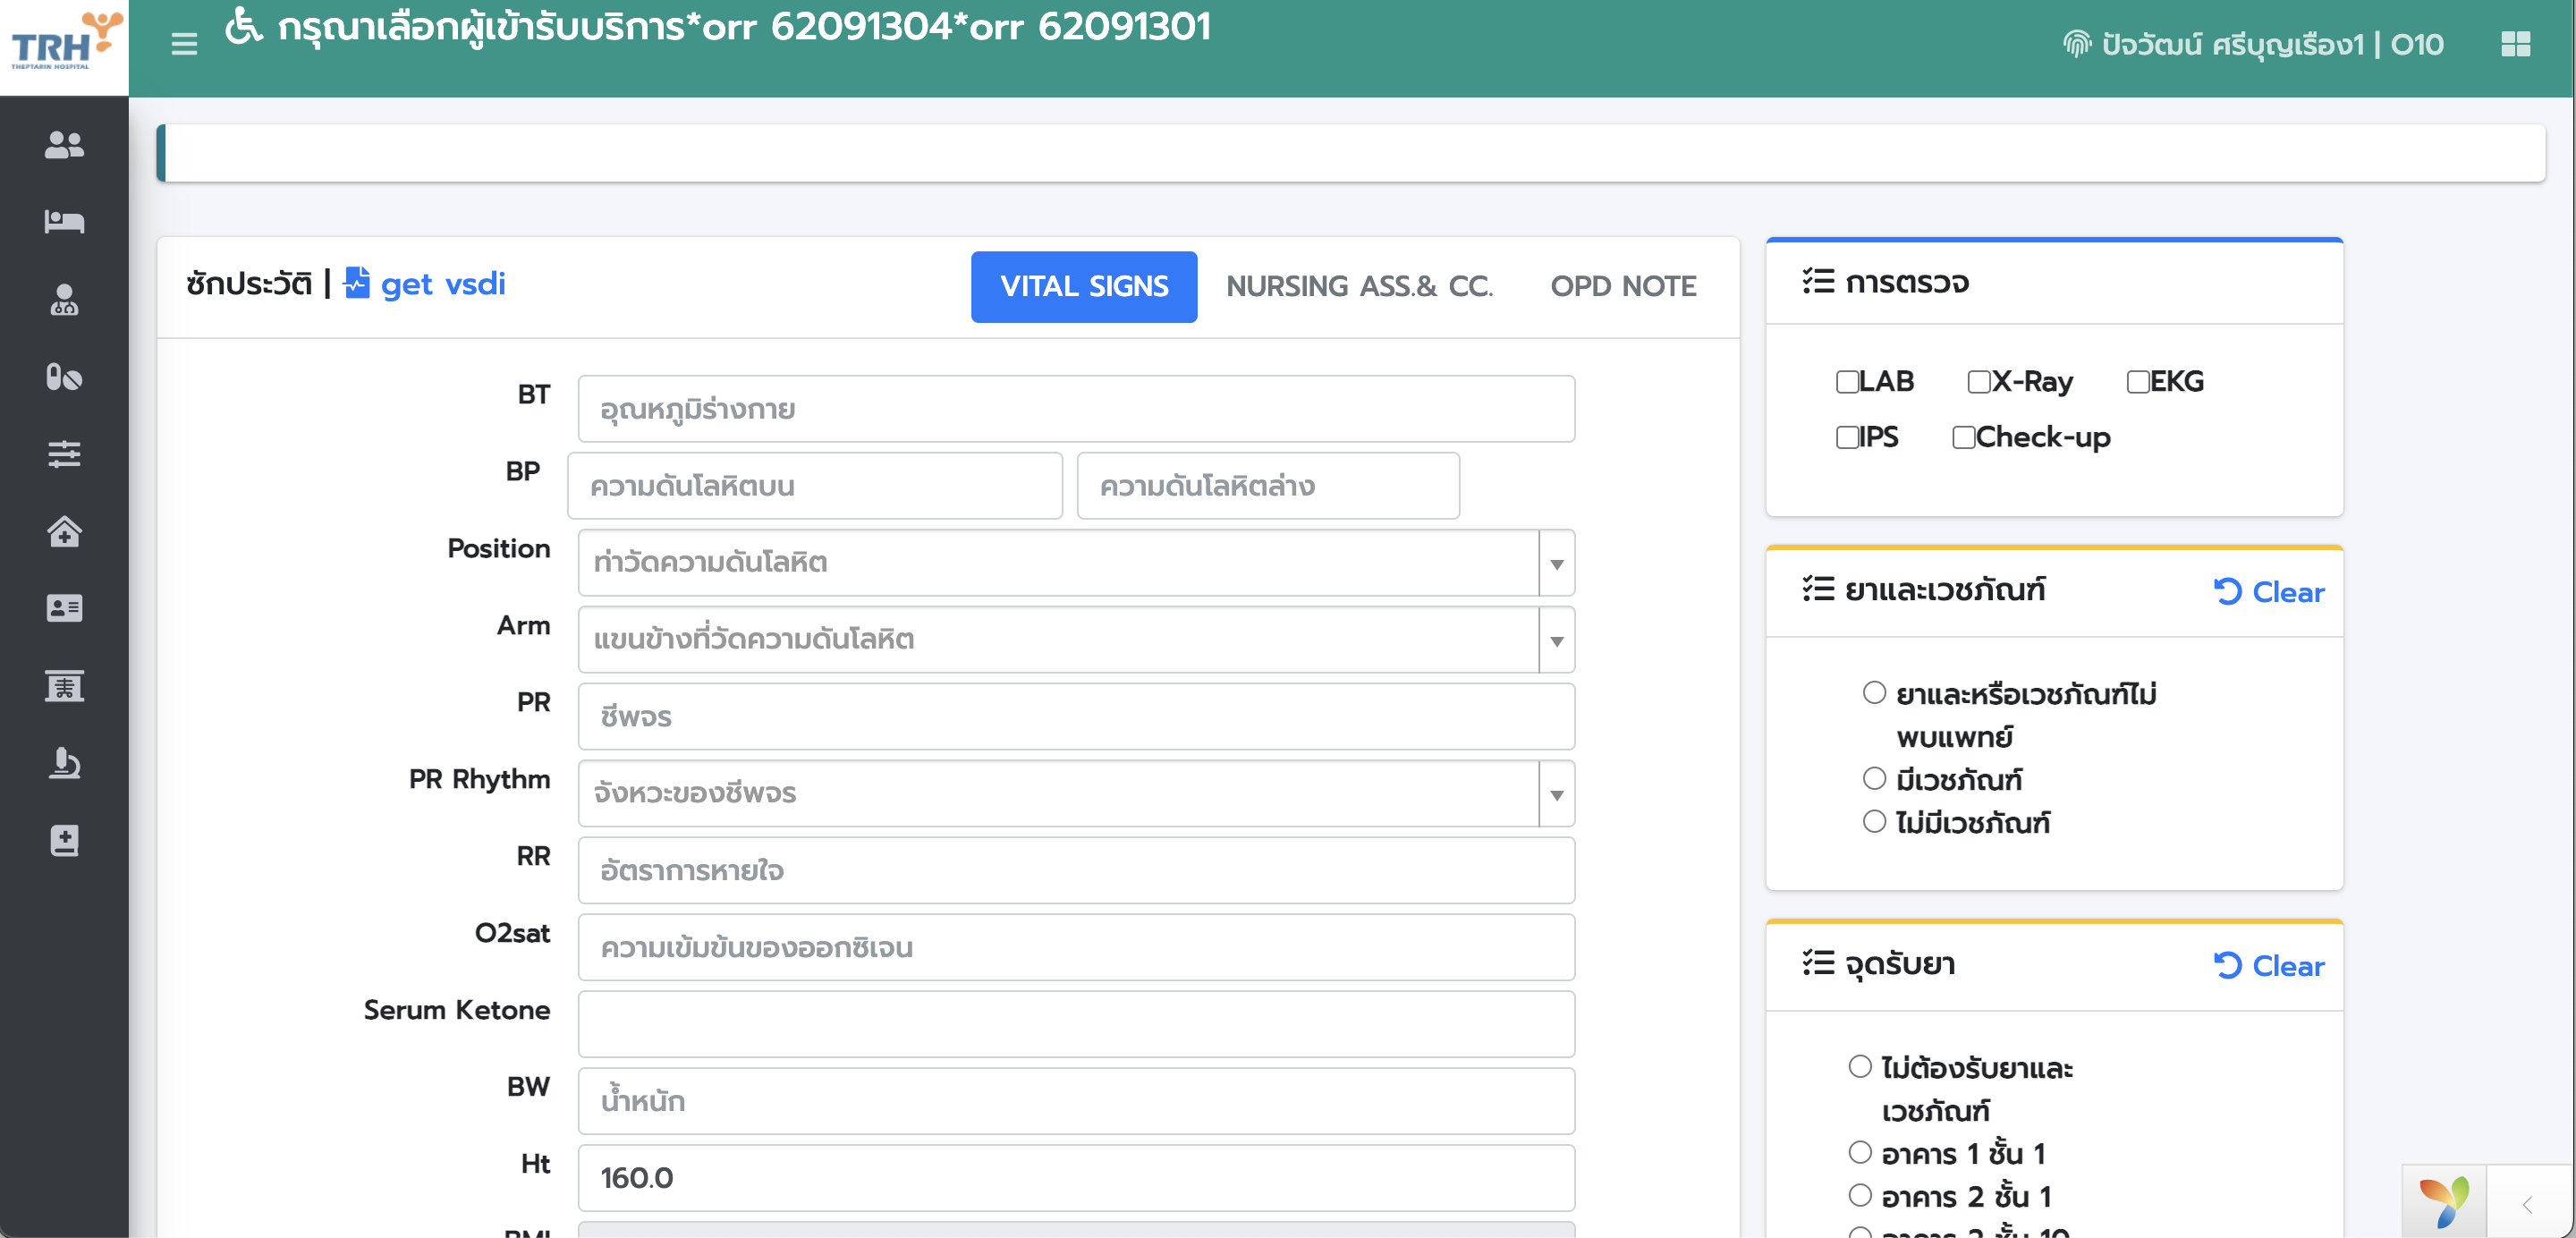 TRH
THEPTARIN HOSPITAL
กรุณาเลือกผู้เข้ารับบริการ*orr 62091304*orr 62091301
ปัจวัฒน์ ศรีบุญเรือง1 | O10
ซักประวัติ | get vsdi
VITAL SIGNS
NURSING ASS.& CC.
OPD NOTE
BT
อุณหภูมิร่างกาย
BP
ความดันโลหิตบน
ความดันโลหิตล่าง
Position
ท่าวัดความดันโลหิต
Arm
แขนข้างที่วัดความดันโลหิต
PR
ชีพจร
PR Rhythm
จังหวะของชีพจร
RR
อัตราการหายใจ
O2sat
ความเข้มข้นของออกซิเจน
Serum Ketone
BW
น้ำหนัก
Ht
160.0
BMI
การตรวจ
LAB X-Ray EKG
IPS Check-up
ยาและเวชภัณฑ์
Clear
ยาและหรือเวชภัณฑ์ไม่
พบแพทย์
มีเวชภัณฑ์
ไม่มีเวชภัณฑ์
จุดรับยา
Clear
ไม่ต้องรับยาและ
เวชภัณฑ์
อาคาร 1 ชั้น 1
อาคาร 2 ชั้น 1
อาคาร 2 ชั้น 10